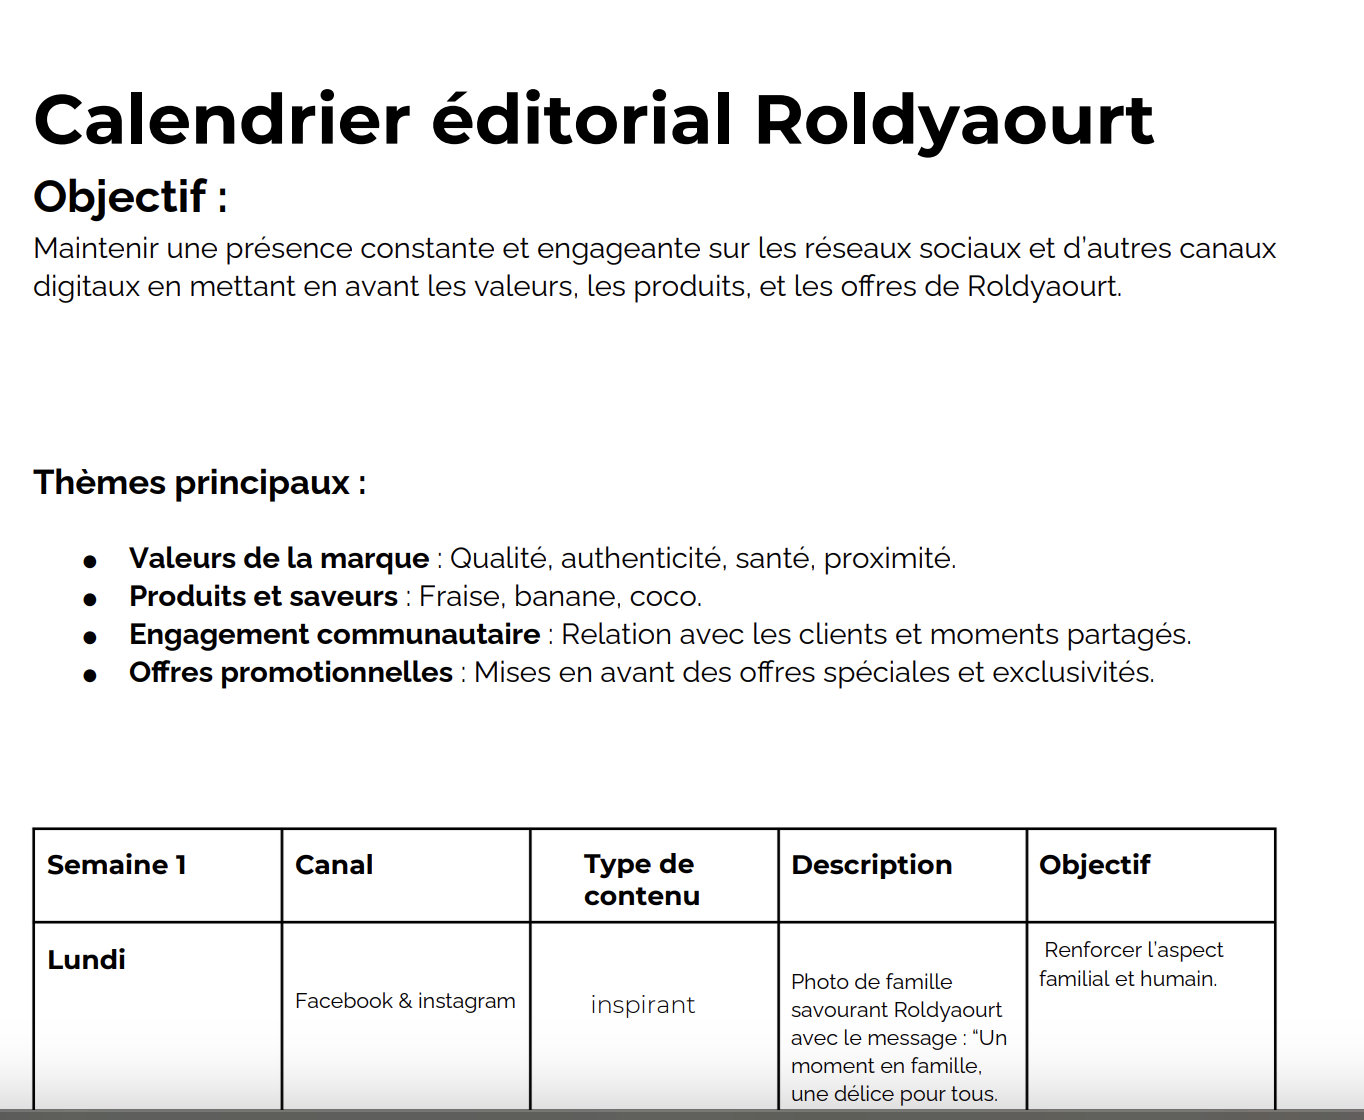 Calendrier éditorial Roldyaourt
Objectif :
Maintenir une présence constante et engageante sur les réseaux sociaux et d’autres canaux
digitaux en mettant en avant les valeurs, les produits, et les offres de Roldyaourt.
Thèmes principaux :
● Valeurs de la marque : Qualité, authenticité, santé, proximité.
● Produits et saveurs : Fraise, banane, coco.
● Engagement communautaire : Relation avec les clients et moments partagés.
● Offres promotionnelles : Mises en avant des offres spéciales et exclusivités.
Semaine 1
Canal
Type de
contenu
Description
Objectif
Lundi
Facebook & instagram
inspirant
Photo de famille
savourant Roldyaourt
avec le message : “Un
moment en famille,
une délice pour tous.
Renforcer l’aspect
familial et humain.